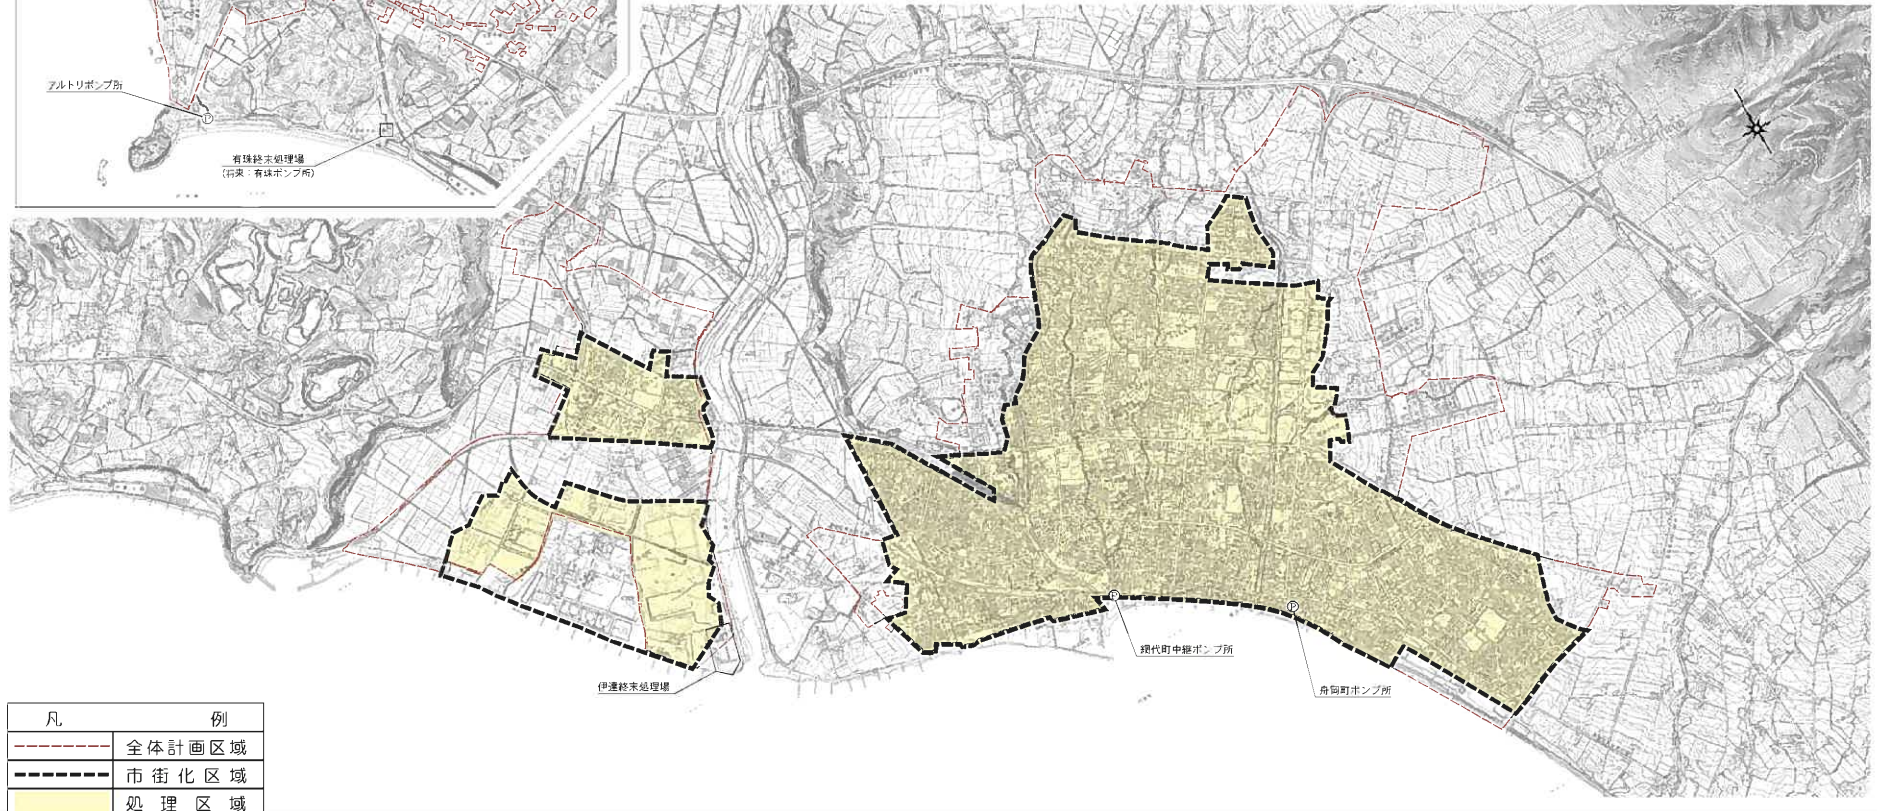 アルトリポンプ所
有珠終末処理場
(将来：有珠ポンプ所)
P
P
P
網代町中継ポンプ所
伊達終末処理場
舟岡町ポンプ所
凡例
全体計画区域
市街化区域
処理区域